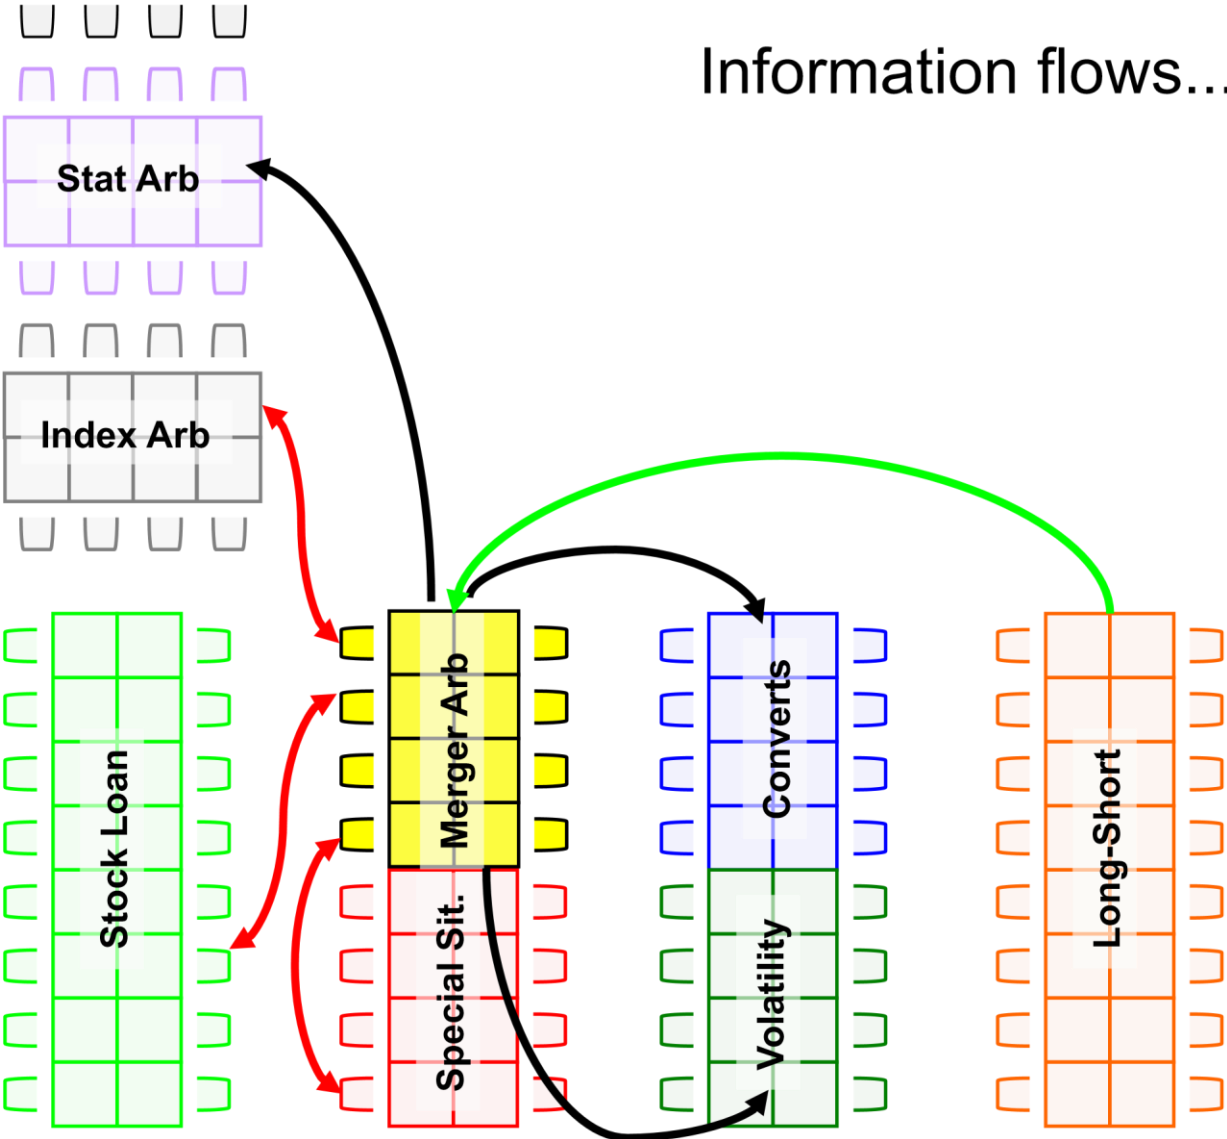 Information flows...
Stat Arb
Index Arb
Stock Loan
Merger Arb
Special Sit.
Converts
Volatility
Long-Short